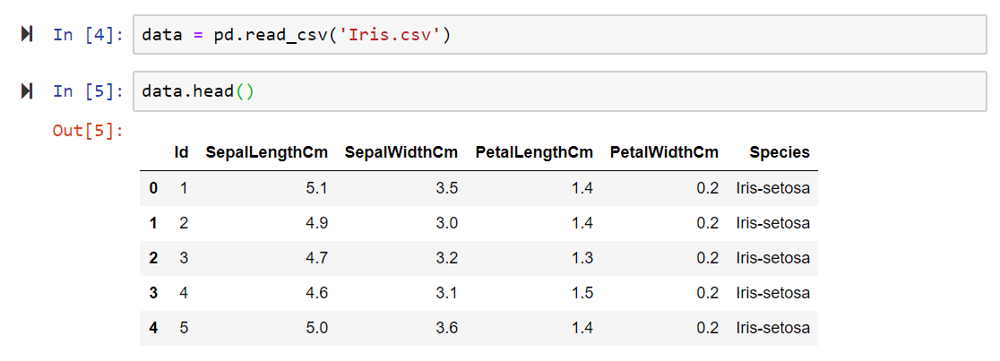 In [4]: data = pd.read_csv('Iris.csv')
In [5]: data.head()
Out[5]:
Id SepalLengthCm SepalWidthCm PetalLengthCm PetalWidthCm Species
0 1 5.1 3.5 1.4 0.2 Iris-setosa
1 2 4.9 3.0 1.4 0.2 Iris-setosa
2 3 4.7 3.2 1.3 0.2 Iris-setosa
3 4 4.6 3.1 1.5 0.2 Iris-setosa
4 5 5.0 3.6 1.4 0.2 Iris-setosa